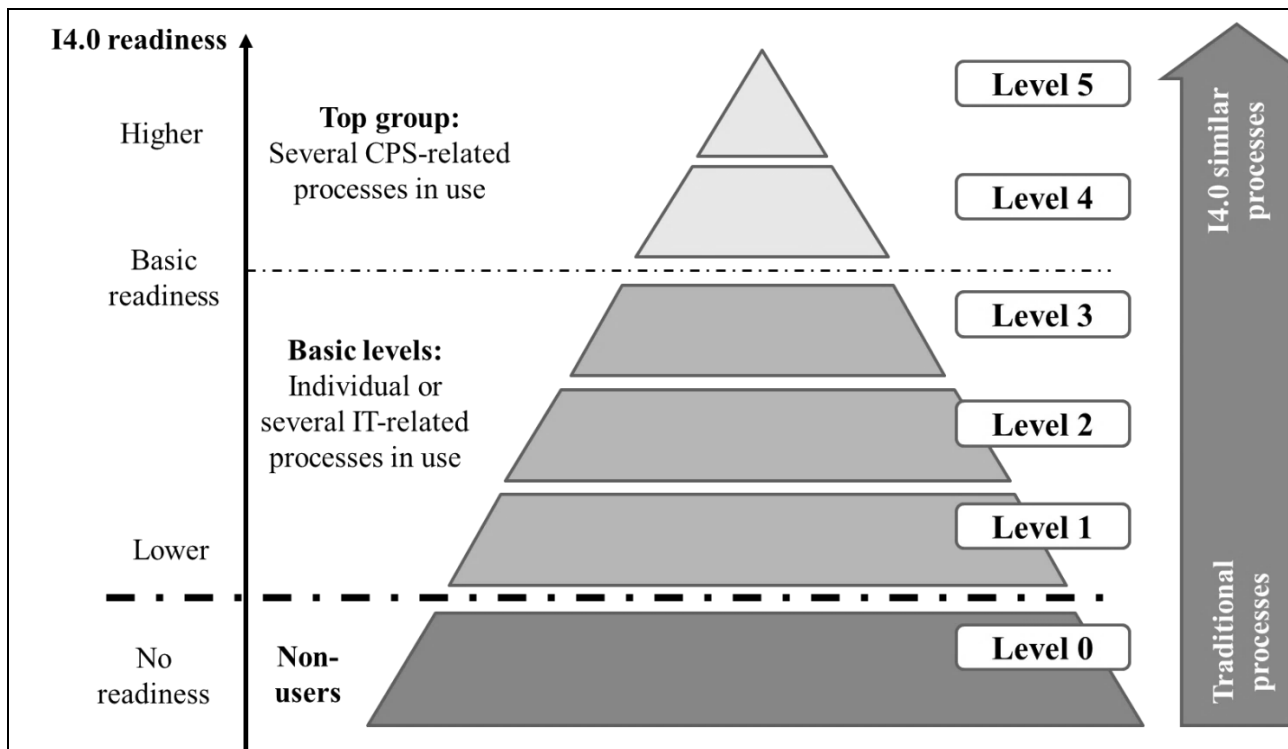 I4.0 readiness
Higher
Basic
readiness
Lower
No
readiness
Top group:
Several CPS-related
processes in use
Basic levels:
Individual or
several IT-related
processes in use
Non-
users
Level 5
Level 4
Level 3
Level 2
Level 1
Level 0
I4.0 similar
processes
Traditional
processes